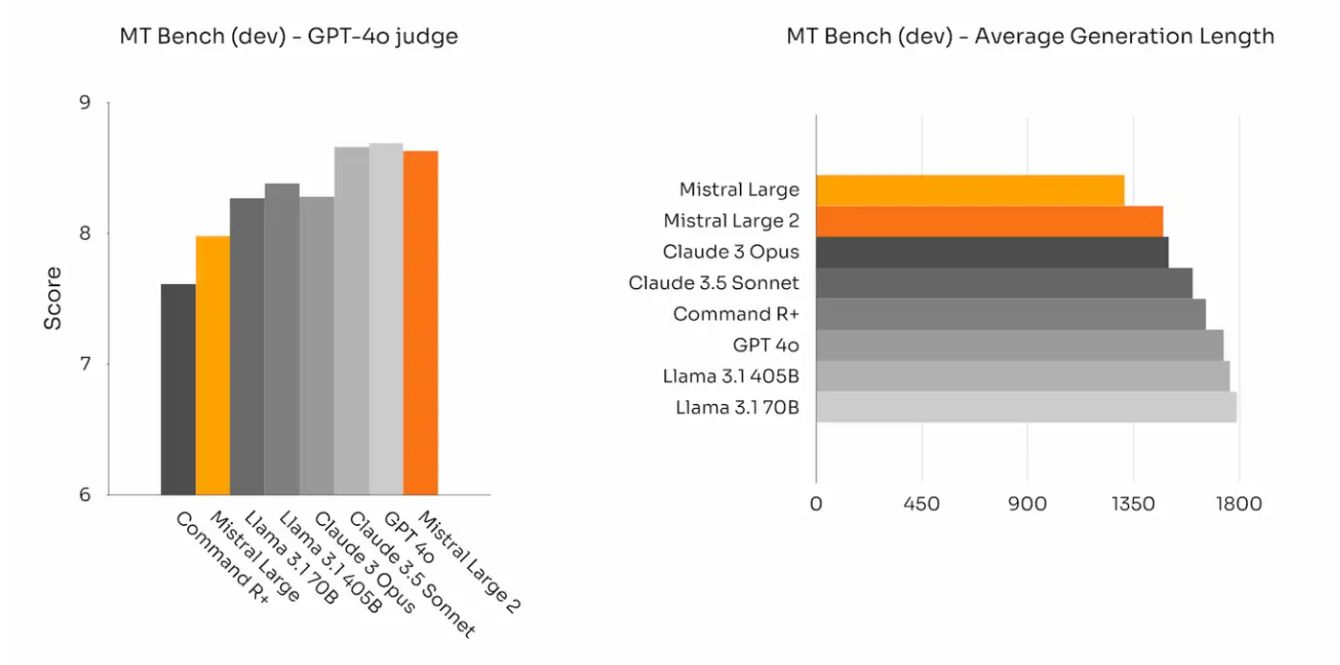 MT Bench (dev) - GPT-4o judge
9
8
7
6
Score
Command R+
Mistral Large
Llama 3.1 70B
Llama 3.1 405B
Claude 3 Opus
Claude 3.5 Sonnet
GPT 4o
Mistral Large 2
MT Bench (dev) - Average Generation Length
Mistral Large
Mistral Large 2
Claude 3 Opus
Claude 3.5 Sonnet
Command R+
GPT 4o
Llama 3.1 405B
Llama 3.1 70B
0 450 900 1350 1800